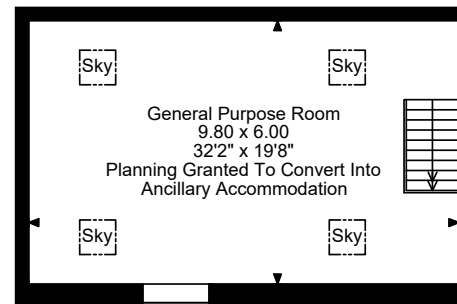 Sky Sky
General Purpose Room
9.80 x 6.00
32'2" x 19'8"
Planning Granted To Convert Into
Ancillary Accommodation
Sky Sky